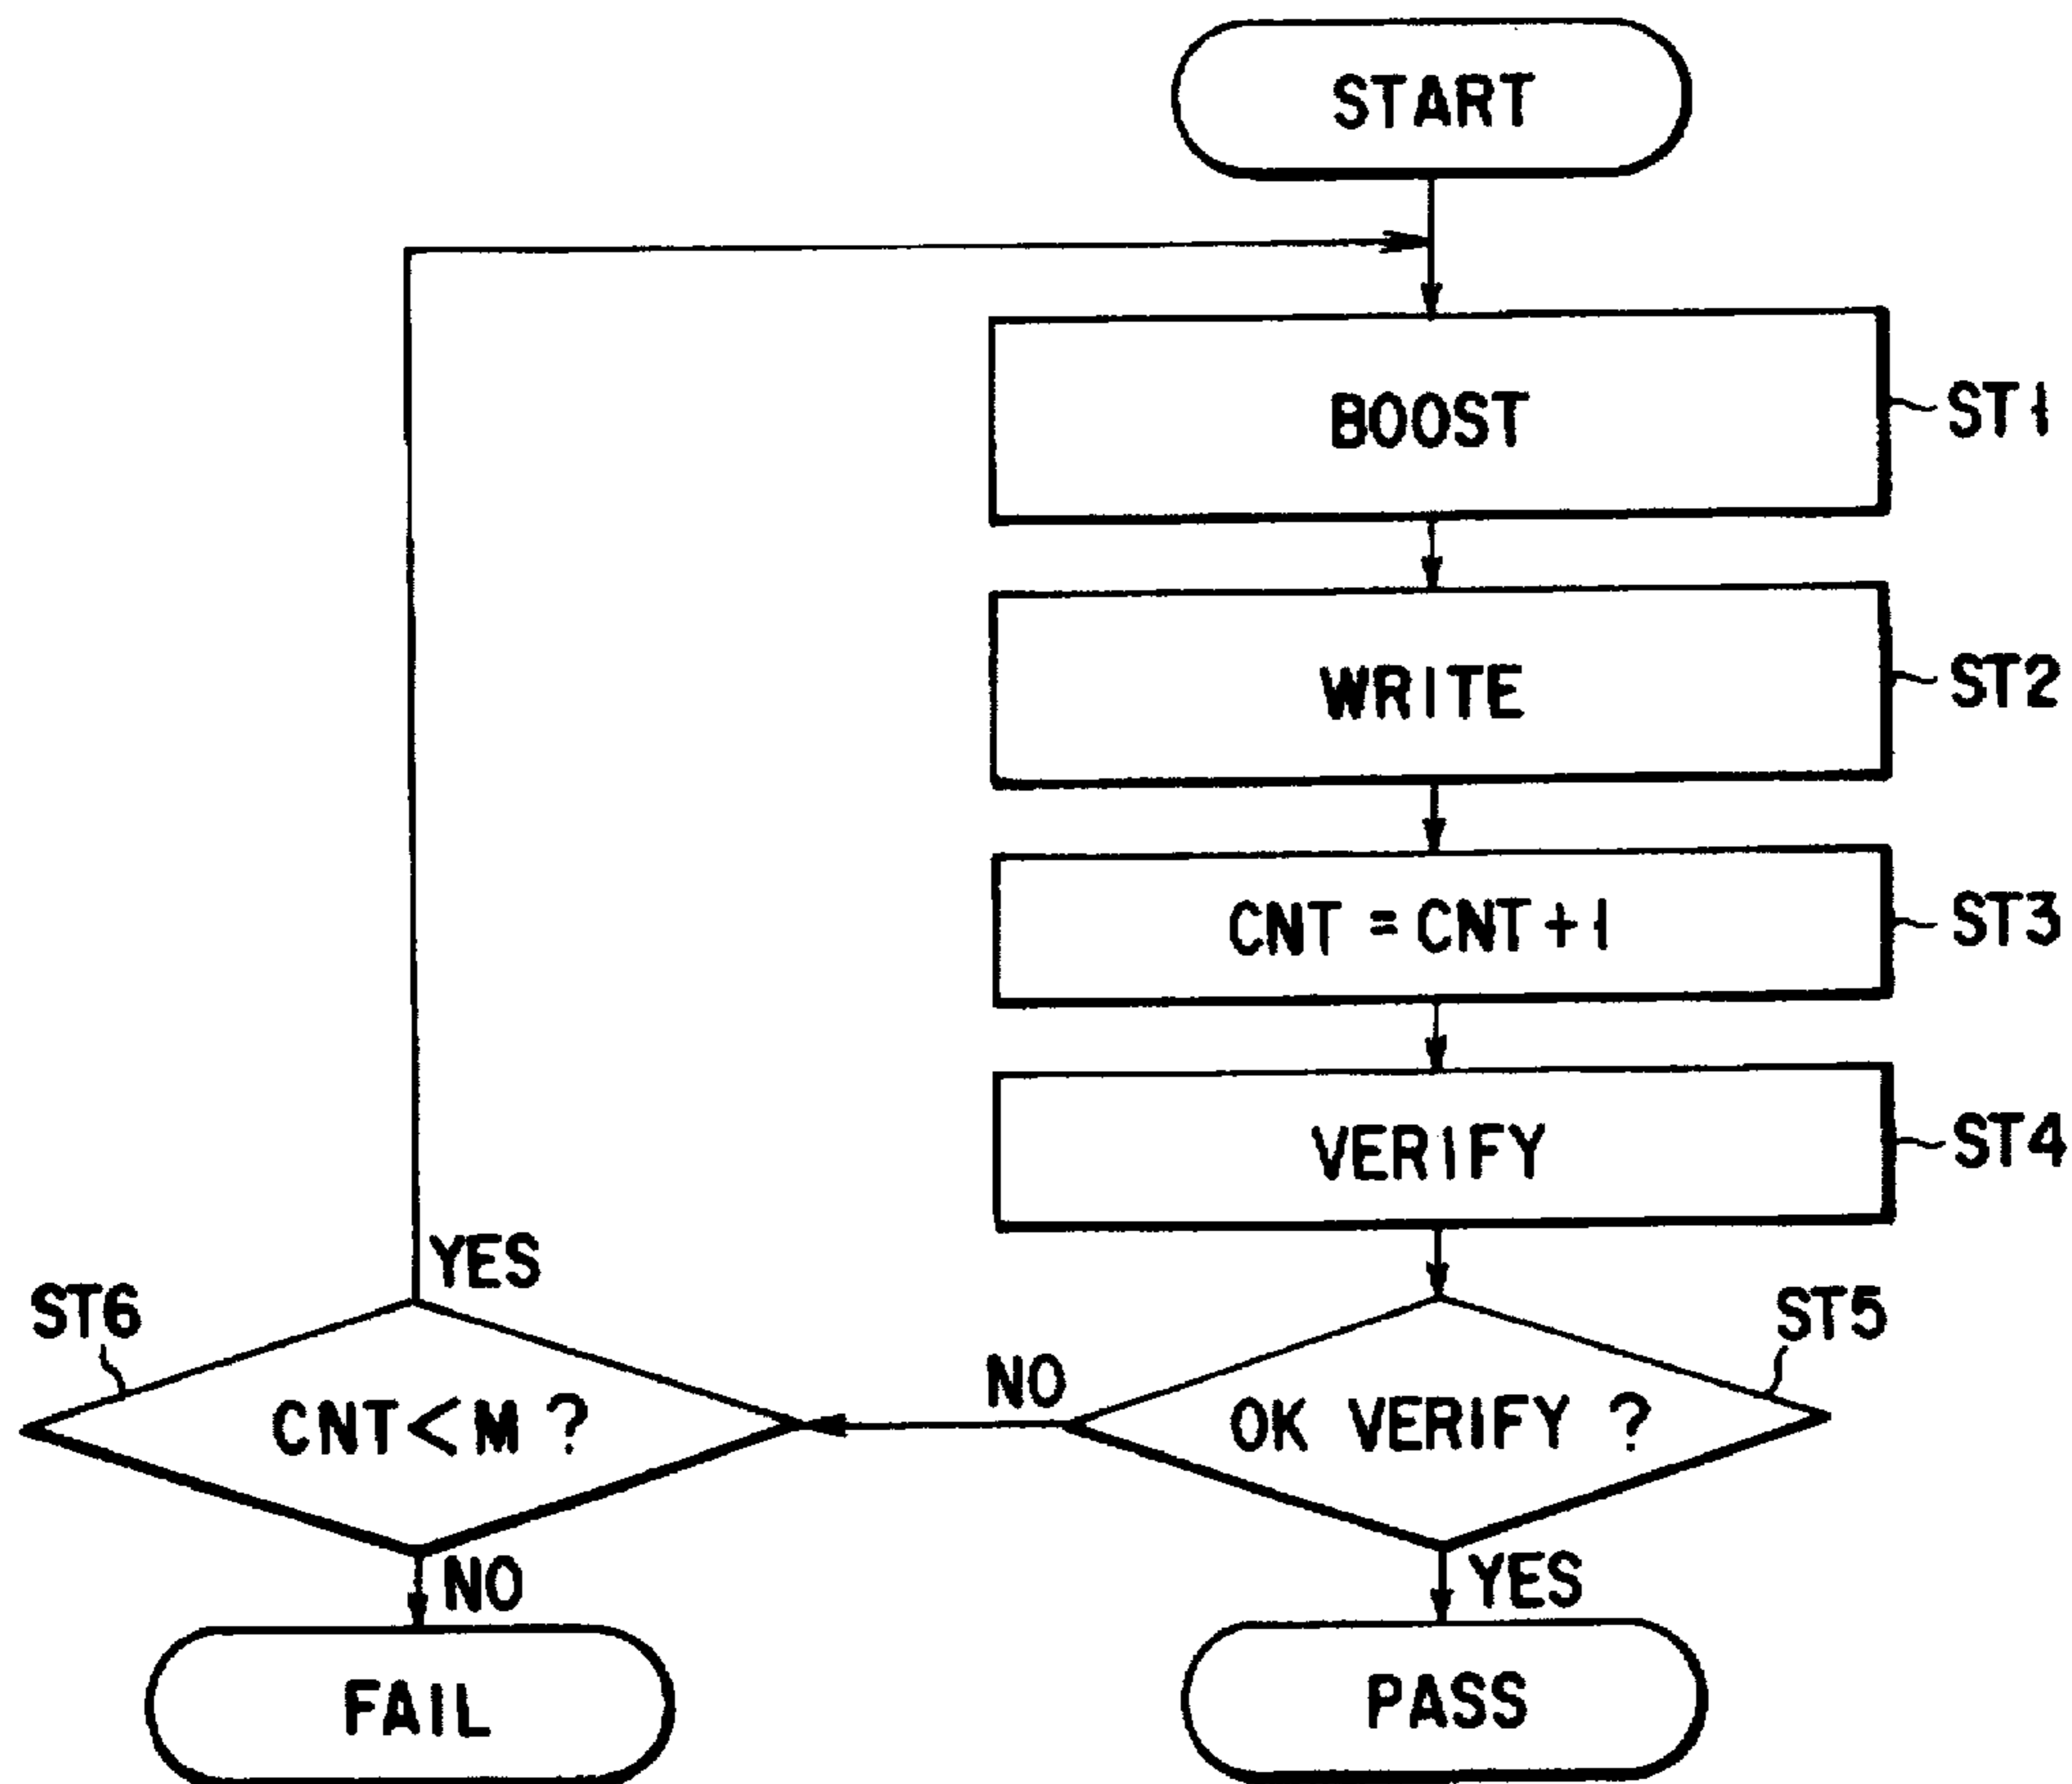 START
BOOST
ST1
WRITE
ST2
CNT = CNT + 1
ST3
VERIFY
ST4
YES
ST6
ST5
NO
CNT < M ?
OK VERIFY ?
NO
YES
FAIL
PASS